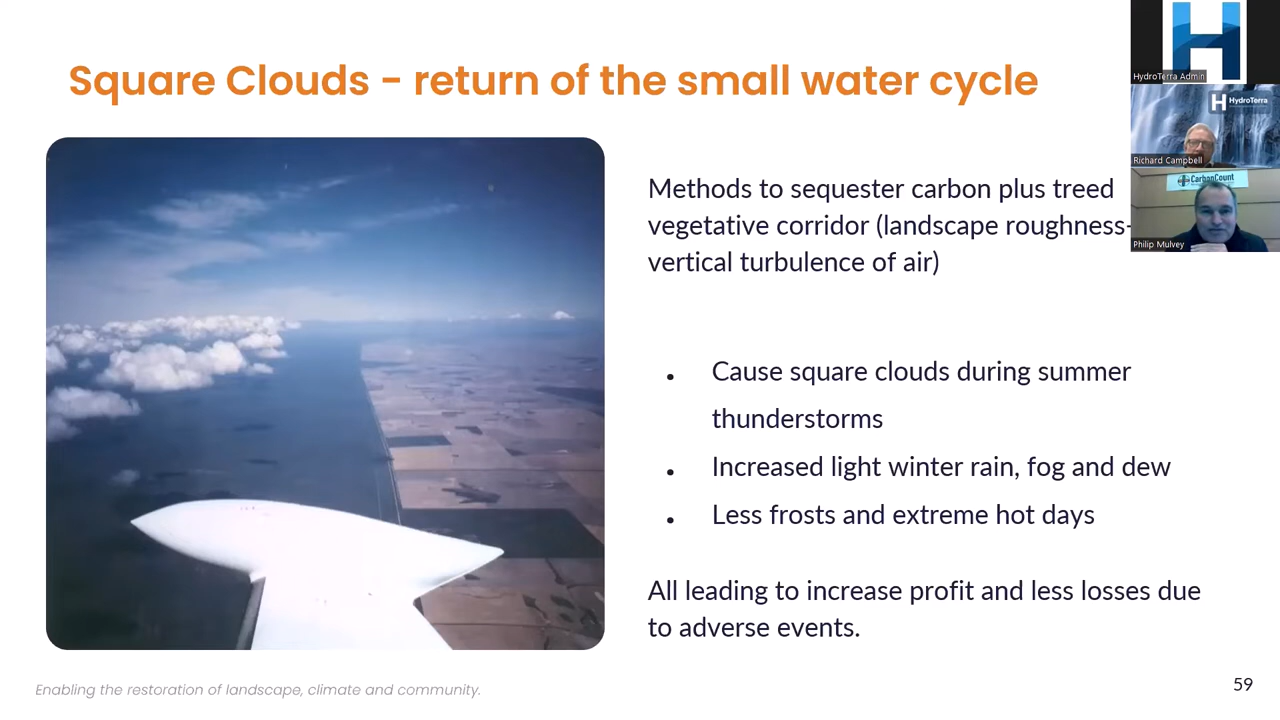 Square Clouds - return of the small water cycle
HydroTerra Admin
HydroTerra
Richard Campbell
CarbonCount
Philip Mulvey
Methods to sequester carbon plus treed
vegetative corridor (landscape roughness-
vertical turbulence of air)
• Cause square clouds during summer
thunderstorms
• Increased light winter rain, fog and dew
• Less frosts and extreme hot days
All leading to increase profit and less losses due
to adverse events.
Enabling the restoration of landscape, climate and community.
59